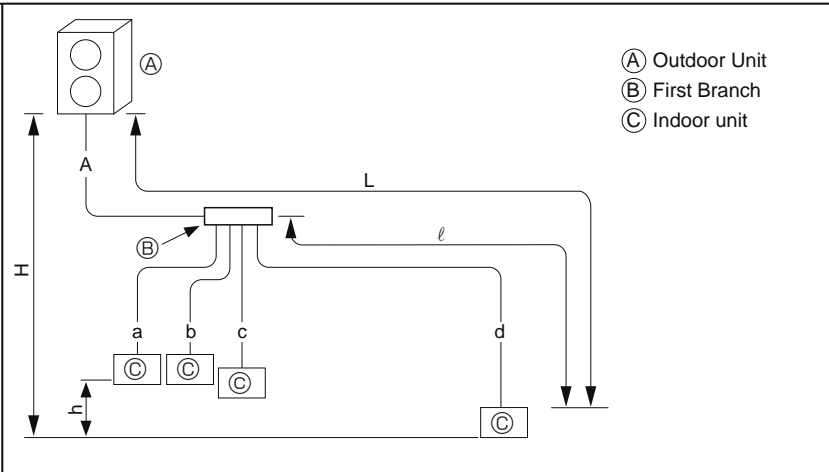 Ⓐ
Ⓐ Outdoor Unit
Ⓑ First Branch
Ⓒ Indoor unit
A
L
Ⓑ
ℓ
H
a
b
c
d
Ⓒ
Ⓒ
Ⓒ
h
Ⓒ